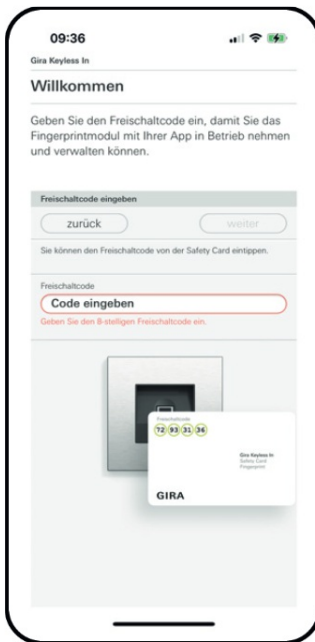 09:36
Gira Keyless In
Willkommen
Geben Sie den Freischaltcode ein, damit Sie das
Fingerprintmodul mit Ihrer App in Betrieb nehmen
und verwalten können.
Freischaltcode eingeben
zurück
weiter
Sie können den Freischaltcode von der Safety Card eintippen.
Freischaltcode
Code eingeben
Geben Sie den 8-stelligen Freischaltcode ein.
Freischaltcode
72 93 31 36
Gira Keyless In
Safety Card
Fingerprint
GIRA